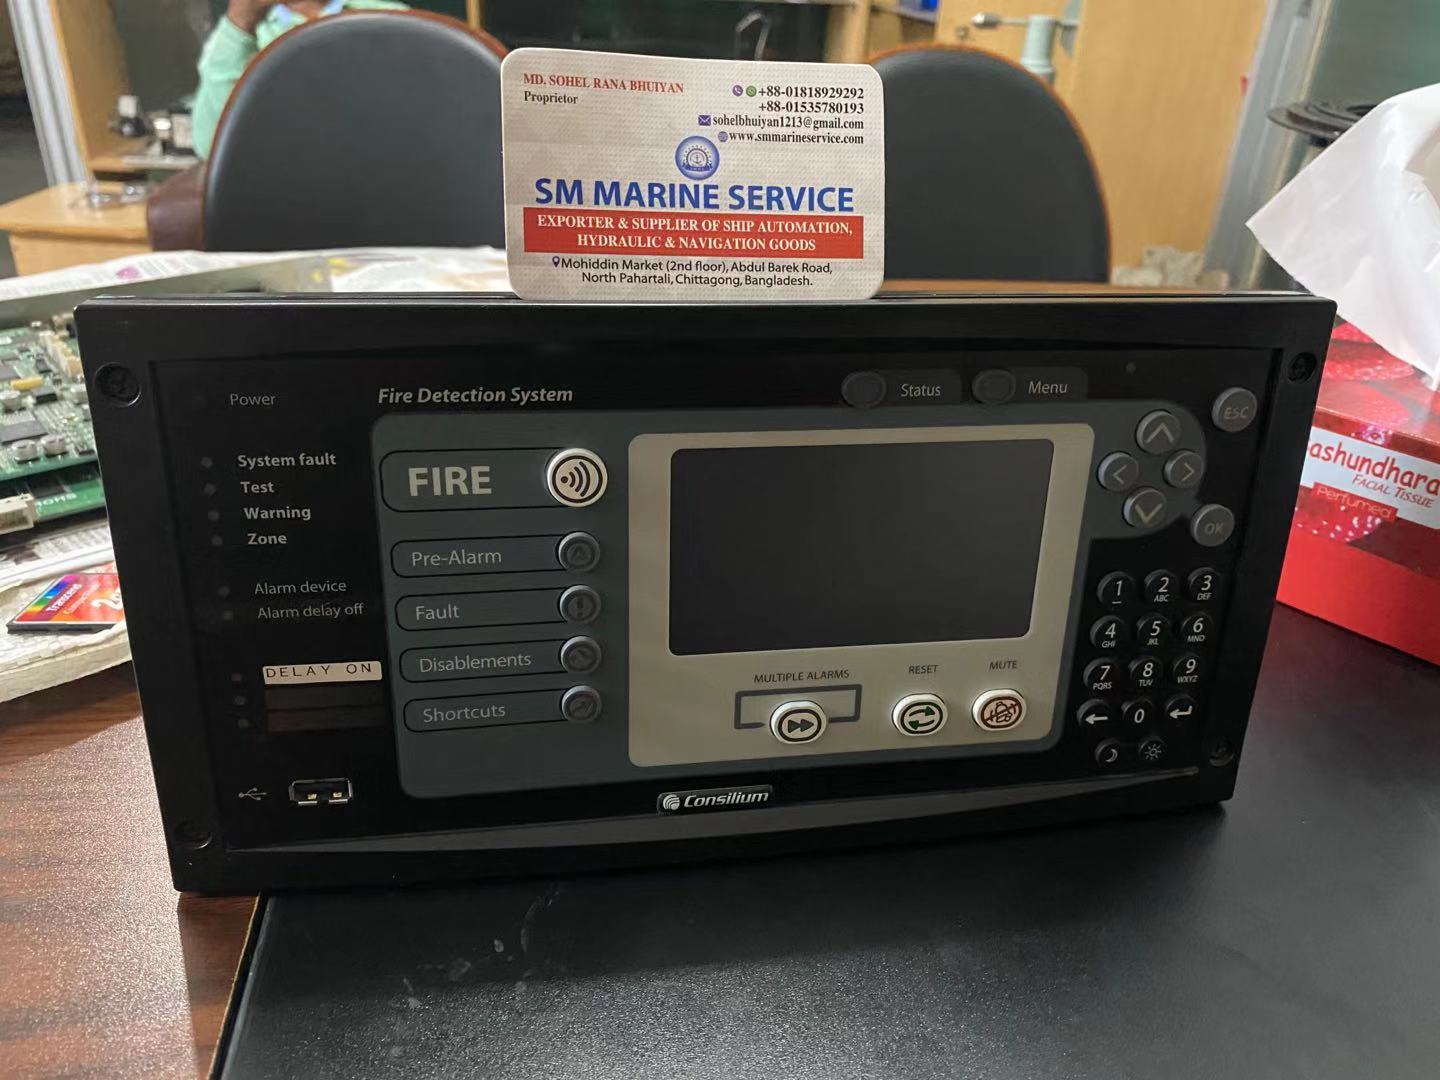 MD. SOHEL RANA BHUIYAN
Proprietor
+88-01818929292
+88-01535780193
sohelbhuiyan1213@gmail.com
www.smmarineservice.com
SM MARINE SERVICE
EXPORTER & SUPPLIER OF SHIP AUTOMATION,
HYDRAULIC & NAVIGATION GOODS
Mohiddin Market (2nd floor), Abdul Barek Road,
North Pahartali, Chittagong, Bangladesh.
Power
Fire Detection System
Status
Menu
ESC
System fault
Test
Warning
Zone
Alarm device
Alarm delay off
DELAY ON
FIRE
Pre-Alarm
Fault
Disablements
Shortcuts
MULTIPLE ALARMS
RESET
MUTE
OK
1 2 ABC 3 DEF
4 GHI 5 JKL 6 MNO
7 PQRS 8 TUV 9 WXYZ
0
Consilium
Transcend
ashundhara
FACIAL TISSUE
Perfumed